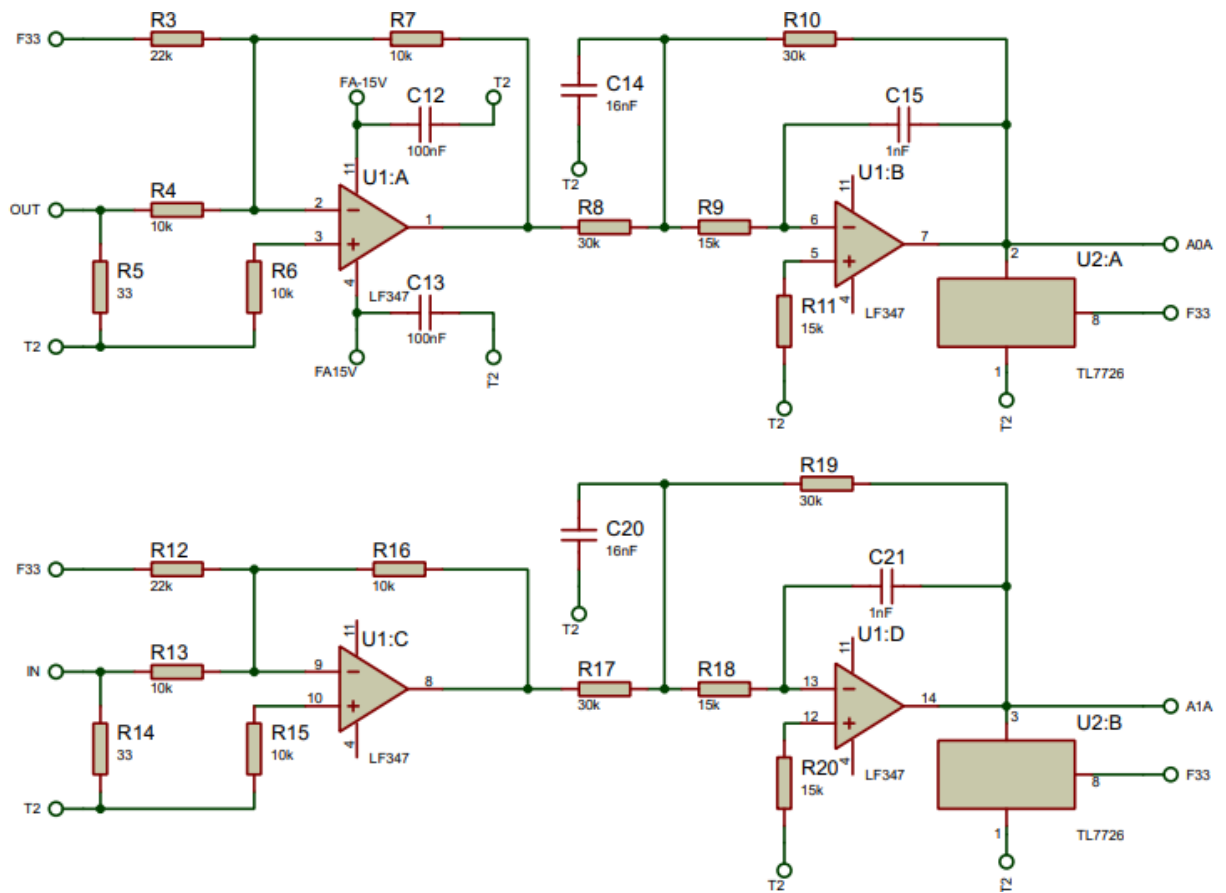 F33
R3
22k
R7
10k
C14
16nF
R10
30k
FA-15V
C12
100nF
T2
C15
1nF
T2
11
U1:A
OUT
R4
10k
2
3
1
4
LF347
R5
33
R6
10k
T2
C13
100nF
FA15V
T2
R8
30k
R9
15k
11
U1:B
6
5
7
4
LF347
R11
15k
T2
A0A
2
U2:A
8
F33
1
TL7726
T2
R19
30k
C20
16nF
F33
R12
22k
R16
10k
C21
1nF
T2
11
U1:C
IN
R13
10k
9
10
8
4
LF347
R14
33
R15
10k
T2
R17
30k
R18
15k
11
U1:D
13
12
14
4
LF347
R20
15k
T2
A1A
3
U2:B
8
F33
1
TL7726
T2